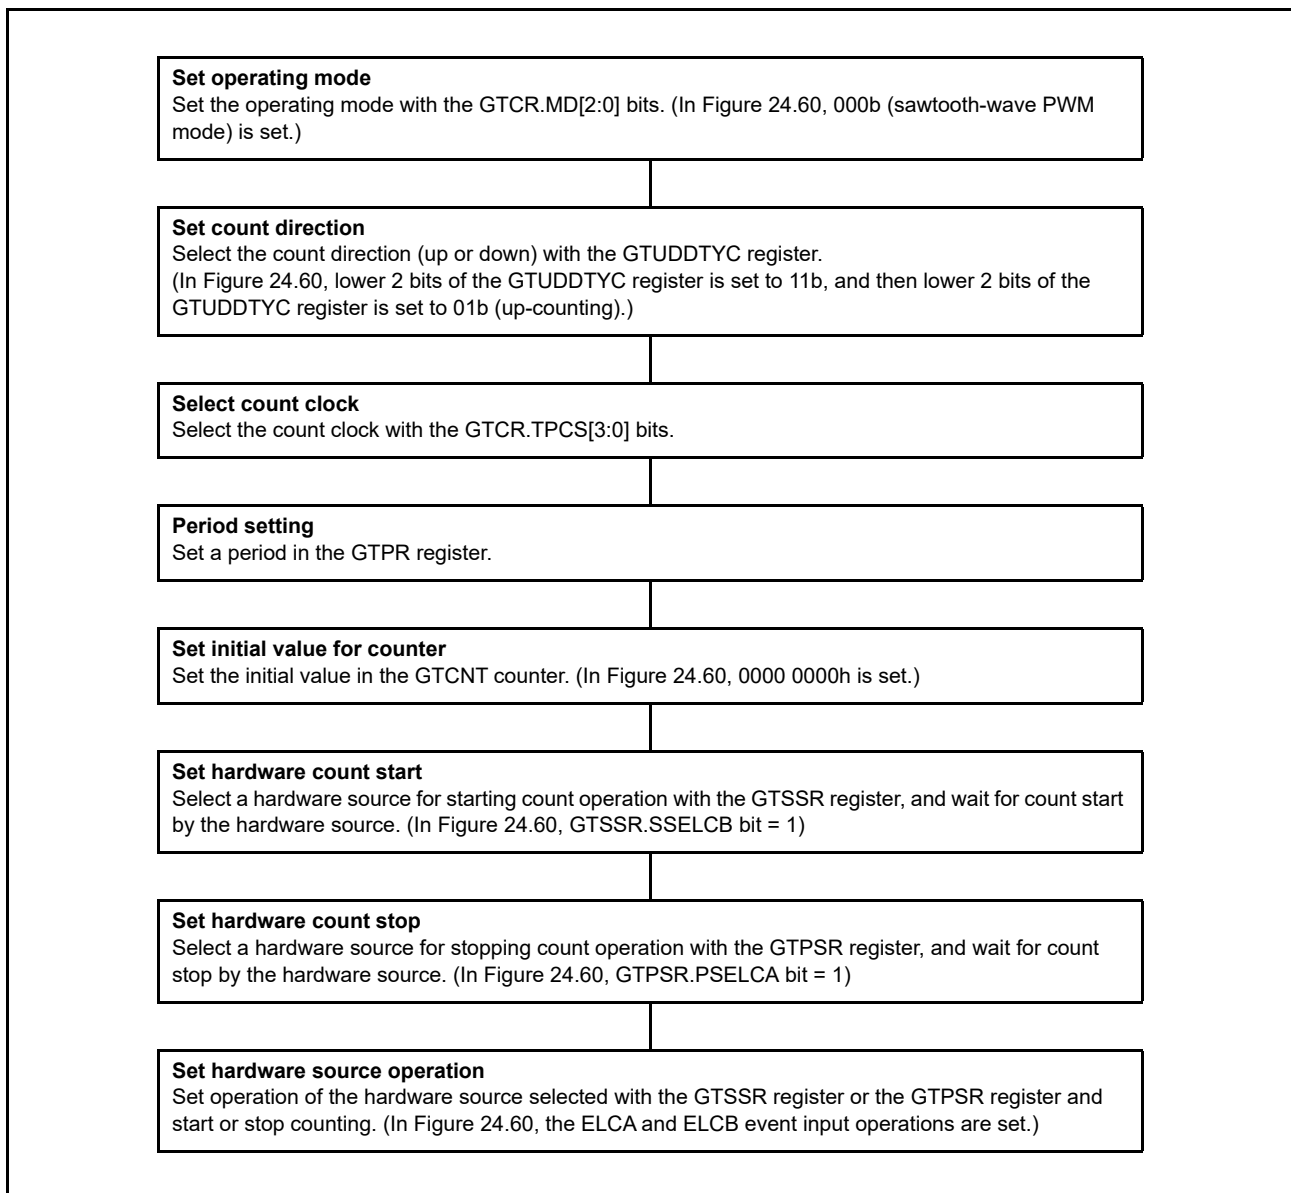 Set operating mode
Set the operating mode with the GTCR.MD[2:0] bits. (In Figure 24.60, 000b (sawtooth-wave PWM
mode) is set.)
Set count direction
Select the count direction (up or down) with the GTUDDTYC register.
(In Figure 24.60, lower 2 bits of the GTUDDTYC register is set to 11b, and then lower 2 bits of the
GTUDDTYC register is set to 01b (up-counting).)
Select count clock
Select the count clock with the GTCR.TPCS[3:0] bits.
Period setting
Set a period in the GTPR register.
Set initial value for counter
Set the initial value in the GTCNT counter. (In Figure 24.60, 0000 0000h is set.)
Set hardware count start
Select a hardware source for starting count operation with the GTSSR register, and wait for count start
by the hardware source. (In Figure 24.60, GTSSR.SSELCB bit = 1)
Set hardware count stop
Select a hardware source for stopping count operation with the GTPSR register, and wait for count
stop by the hardware source. (In Figure 24.60, GTPSR.PSELCA bit = 1)
Set hardware source operation
Set operation of the hardware source selected with the GTSSR register or the GTPSR register and
start or stop counting. (In Figure 24.60, the ELCA and ELCB event input operations are set.)